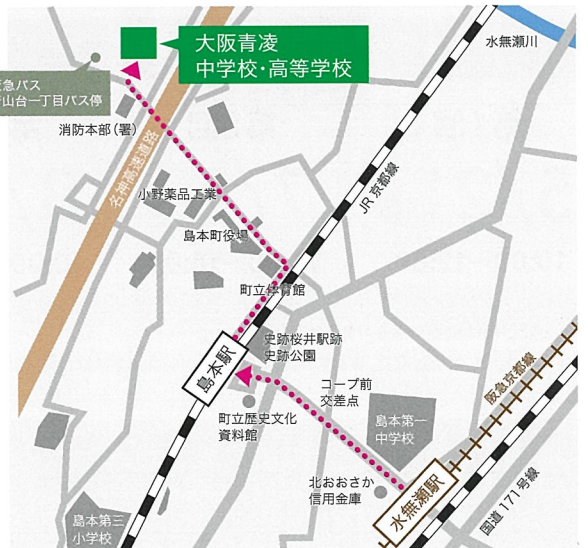 大阪青凌
中学校・高等学校
水無瀬川
急バス
山台一丁目バス停
消防本部(署)
名神高速道路
小野薬品工業
JR京都線
島本町役場
町立体育館
史跡桜井駅跡
史跡公園
島本駅
コープ前
交差点
阪急京都線
町立歴史文化
資料館
島本第一
中学校
北おおさか
信用金庫
水無瀬駅
国道171号線
島本第三
小学校